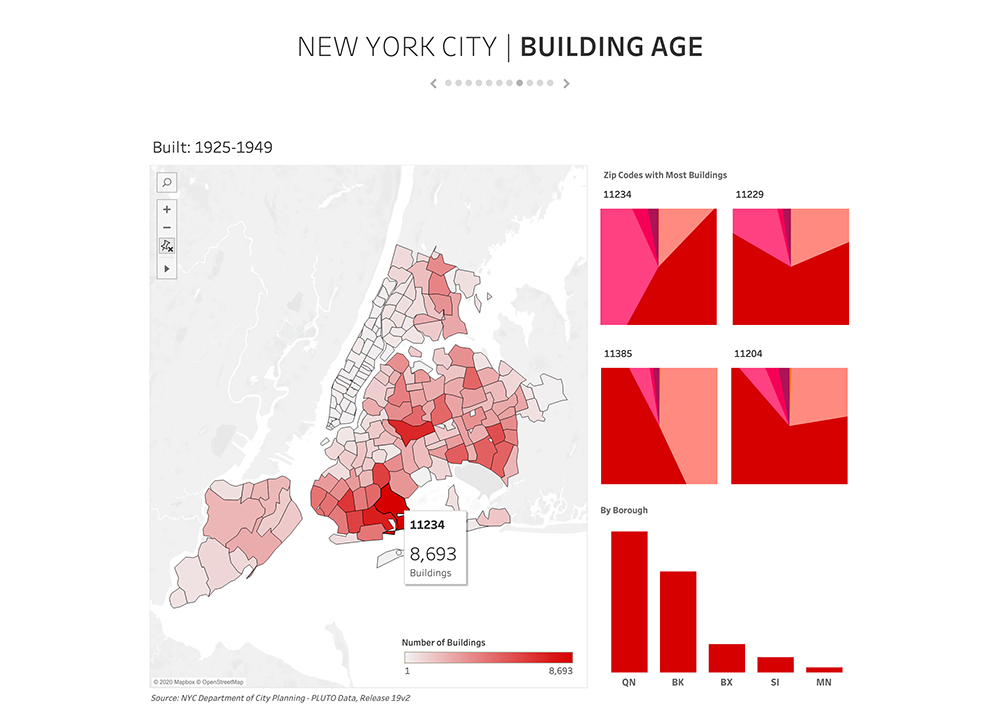 NEW YORK CITY | BUILDING AGE
Built: 1925-1949
Zip Codes with Most Buildings
11234
11229
11385
11204
11234
8,693
Buildings
Number of Buildings
1
8,693
By Borough
QN
BK
BX
SI
MN
© 2020 Mapbox © OpenStreetMap
Source: NYC Department of City Planning - PLUTO Data, Release 19v2